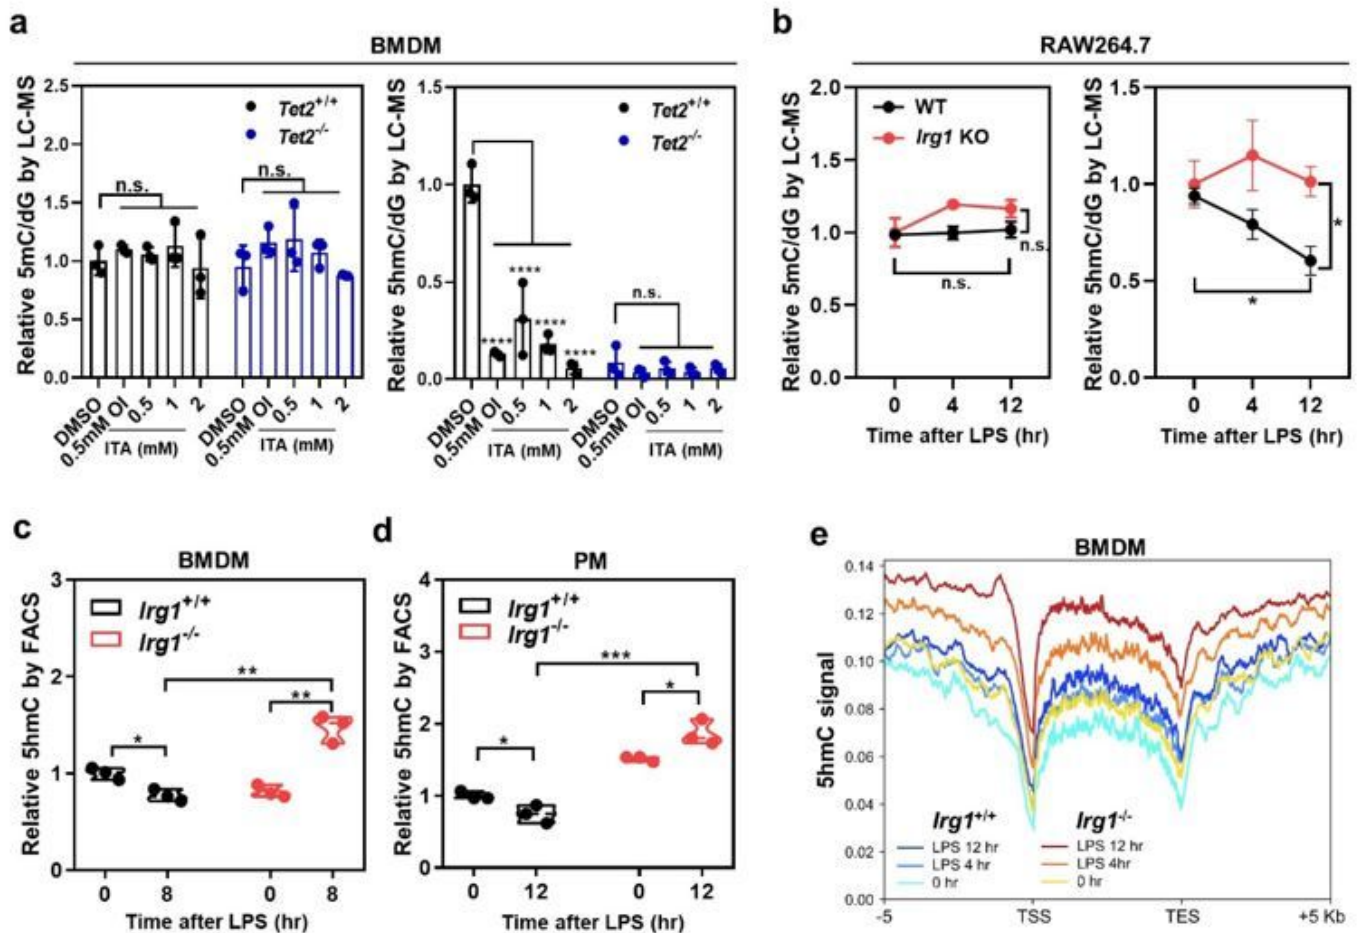 a
BMDM
Relative 5mC/dG by LC-MS
2.5
2.0
1.5
1.0
0.5
0.0
Tet2+/+
Tet2-/-
n.s.
n.s.
DMSO
0.5mM OI
0.5
1
2
ITA (mM)
DMSO
0.5mM OI
0.5
1
2
ITA (mM)
Relative 5hmC/dG by LC-MS
1.5
1.0
0.5
0.0
Tet2+/+
Tet2-/-
****
****
****
****
n.s.
DMSO
0.5mM OI
0.5
1
2
ITA (mM)
DMSO
0.5mM OI
0.5
1
2
ITA (mM)
b
RAW264.7
Relative 5mC/dG by LC-MS
2.0
1.5
1.0
0.5
0.0
WT
Irg1 KO
n.s.
n.s.
0 4 12
Time after LPS (hr)
Relative 5hmC/dG by LC-MS
1.5
1.0
0.5
0.0
*
*
0 4 12
Time after LPS (hr)
c
BMDM
Relative 5hmC by FACS
3
2
1
0
Irg1+/+
Irg1-/-
**
**
*
0 8 0 8
Time after LPS (hr)
d
PM
Relative 5hmC by FACS
4
3
2
1
0
Irg1+/+
Irg1-/-
***
*
*
0 12 0 12
Time after LPS (hr)
e
BMDM
5hmC signal
0.14
0.12
0.10
0.08
0.06
0.04
0.02
0.00
Irg1+/+
LPS 12 hr
LPS 4 hr
0 hr
Irg1-/-
LPS 12 hr
LPS 4hr
0 hr
-5 TSS TES +5 Kb